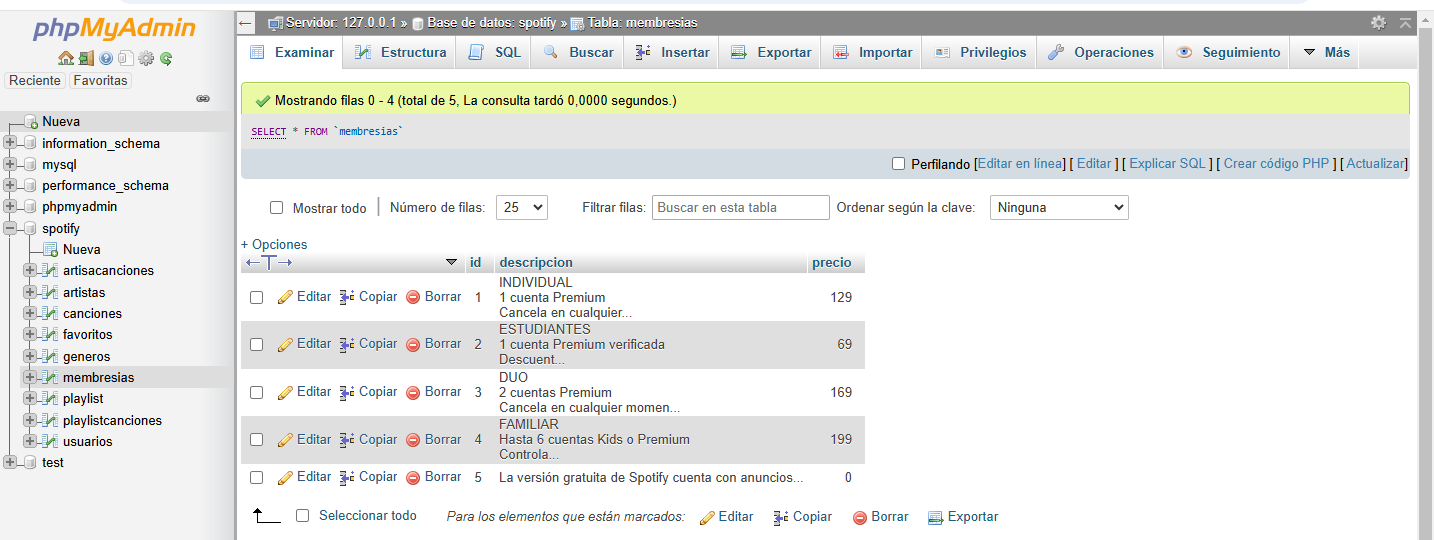 phpMyAdmin
Reciente Favoritas
Nueva
information_schema
mysql
performance_schema
phpmyadmin
spotify
Nueva
artisacanciones
artistas
canciones
favoritos
generos
membresias
playlist
playlistcanciones
usuarios
test
Servidor: 127.0.0.1 » Base de datos: spotify » Tabla: membresias
Examinar Estructura SQL Buscar Insertar Exportar Importar Privilegios Operaciones Seguimiento Más
Mostrando filas 0 - 4 (total de 5, La consulta tardó 0,0000 segundos.)
SELECT * FROM `membresias`
Perfilando [Editar en línea] [ Editar ] [ Explicar SQL ] [ Crear código PHP ] [ Actualizar]
Mostrar todo | Número de filas: 25 Filtrar filas: Buscar en esta tabla Ordenar según la clave: Ninguna
+ Opciones
←T→ id descripcion precio
Editar Copiar Borrar 1 INDIVIDUAL
1 cuenta Premium
Cancela en cualquier... 129
Editar Copiar Borrar 2 ESTUDIANTES
1 cuenta Premium verificada
Descuent... 69
Editar Copiar Borrar 3 DUO
2 cuentas Premium
Cancela en cualquier momen... 169
Editar Copiar Borrar 4 FAMILIAR
Hasta 6 cuentas Kids o Premium
Controla... 199
Editar Copiar Borrar 5 La versión gratuita de Spotify cuenta con anuncios... 0
Seleccionar todo Para los elementos que están marcados: Editar Copiar Borrar Exportar